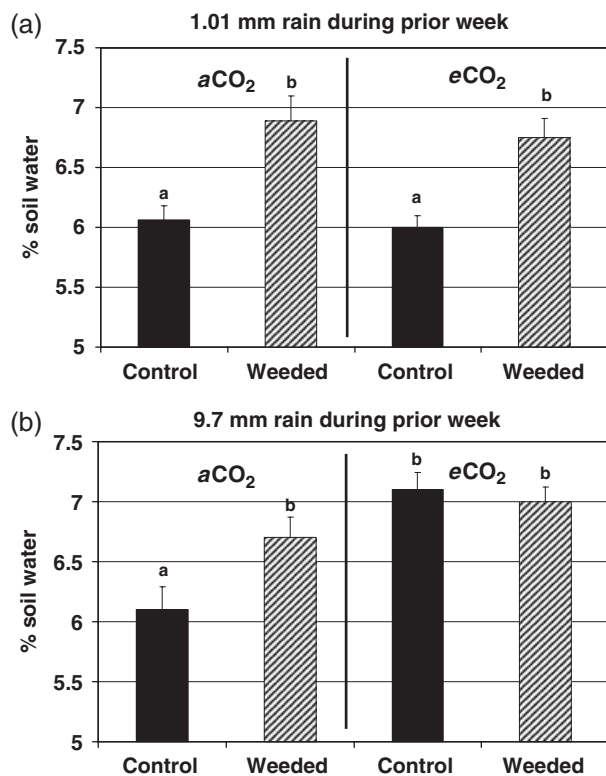 (a) 1.01 mm rain during prior week
7.5
7
6.5
6
5.5
5
% soil water
aCO₂
eCO₂
a
b
a
b
Control Weeded Control Weeded
(b) 9.7 mm rain during prior week
7.5
7
6.5
6
5.5
5
% soil water
aCO₂
eCO₂
a
b
b
b
Control Weeded Control Weeded